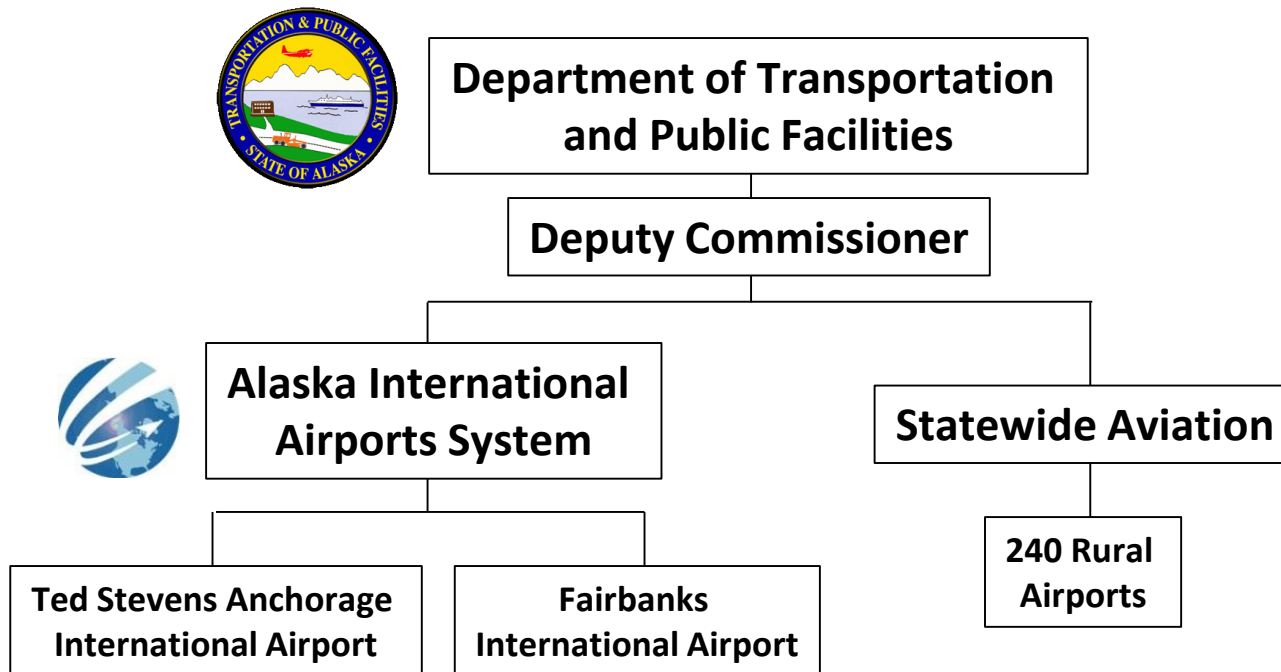 TRANSPORTATION & PUBLIC FACILITIES
STATE OF ALASKA
Department of Transportation
and Public Facilities
Deputy Commissioner
Alaska International
Airports System
Statewide Aviation
240 Rural
Airports
Ted Stevens Anchorage
International Airport
Fairbanks
International Airport